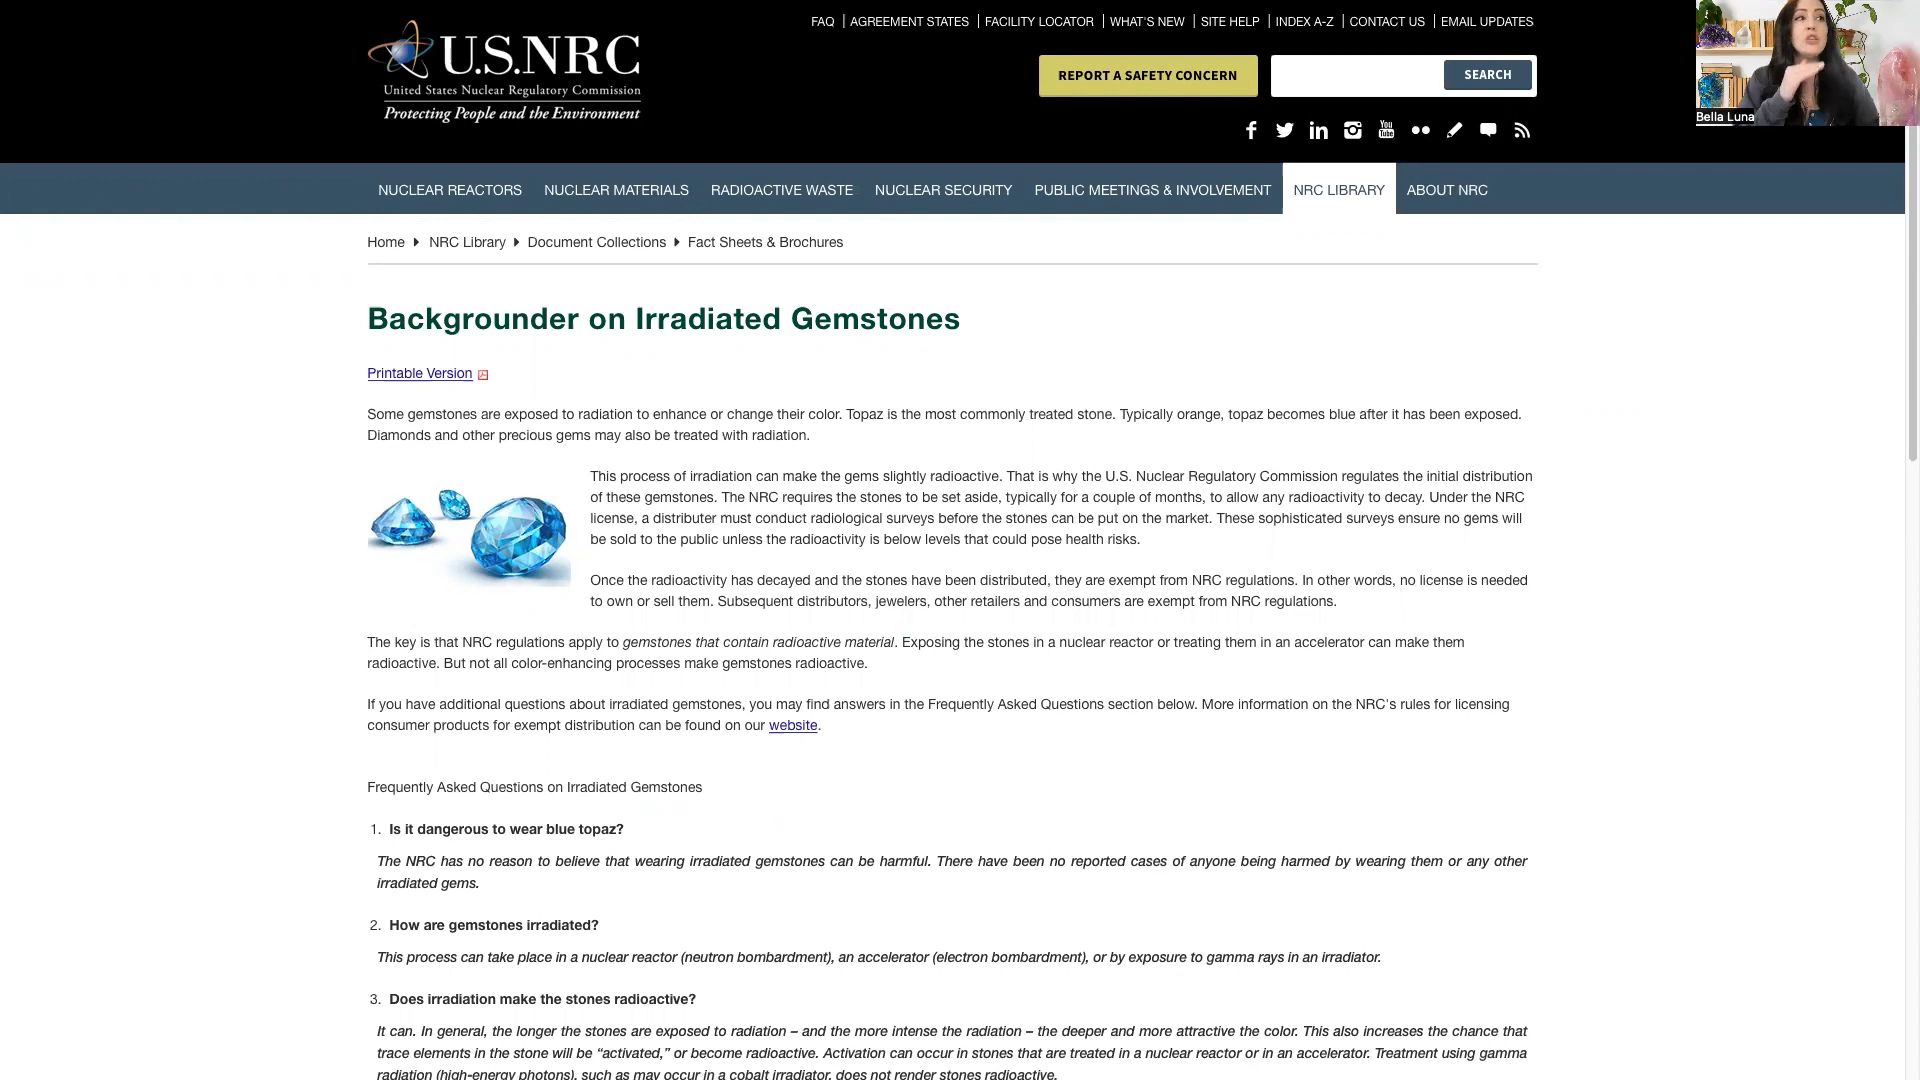 FAQ | AGREEMENT STATES | FACILITY LOCATOR | WHAT'S NEW | SITE HELP | INDEX A-Z | CONTACT US | EMAIL UPDATES
U.S.NRC
United States Nuclear Regulatory Commission
Protecting People and the Environment
REPORT A SAFETY CONCERN
SEARCH
You
Tube
Bella Luna
NUCLEAR REACTORS NUCLEAR MATERIALS RADIOACTIVE WASTE NUCLEAR SECURITY PUBLIC MEETINGS & INVOLVEMENT NRC LIBRARY ABOUT NRC
Home NRC Library Document Collections Fact Sheets & Brochures
Backgrounder on Irradiated Gemstones
Printable Version
Some gemstones are exposed to radiation to enhance or change their color. Topaz is the most commonly treated stone. Typically orange, topaz becomes blue after it has been exposed.
Diamonds and other precious gems may also be treated with radiation.
This process of irradiation can make the gems slightly radioactive. That is why the U.S. Nuclear Regulatory Commission regulates the initial distribution
of these gemstones. The NRC requires the stones to be set aside, typically for a couple of months, to allow any radioactivity to decay. Under the NRC
license, a distributer must conduct radiological surveys before the stones can be put on the market. These sophisticated surveys ensure no gems will
be sold to the public unless the radioactivity is below levels that could pose health risks.
Once the radioactivity has decayed and the stones have been distributed, they are exempt from NRC regulations. In other words, no license is needed
to own or sell them. Subsequent distributors, jewelers, other retailers and consumers are exempt from NRC regulations.
The key is that NRC regulations apply to gemstones that contain radioactive material. Exposing the stones in a nuclear reactor or treating them in an accelerator can make them
radioactive. But not all color-enhancing processes make gemstones radioactive.
If you have additional questions about irradiated gemstones, you may find answers in the Frequently Asked Questions section below. More information on the NRC's rules for licensing
consumer products for exempt distribution can be found on our website.
Frequently Asked Questions on Irradiated Gemstones
1. Is it dangerous to wear blue topaz?
The NRC has no reason to believe that wearing irradiated gemstones can be harmful. There have been no reported cases of anyone being harmed by wearing them or any other
irradiated gems.
2. How are gemstones irradiated?
This process can take place in a nuclear reactor (neutron bombardment), an accelerator (electron bombardment), or by exposure to gamma rays in an irradiator.
3. Does irradiation make the stones radioactive?
It can. In general, the longer the stones are exposed to radiation – and the more intense the radiation – the deeper and more attractive the color. This also increases the chance that
trace elements in the stone will be “activated,” or become radioactive. Activation can occur in stones that are treated in a nuclear reactor or in an accelerator. Treatment using gamma
radiation (high-energy photons), such as may occur in a cobalt irradiator, does not render stones radioactive.